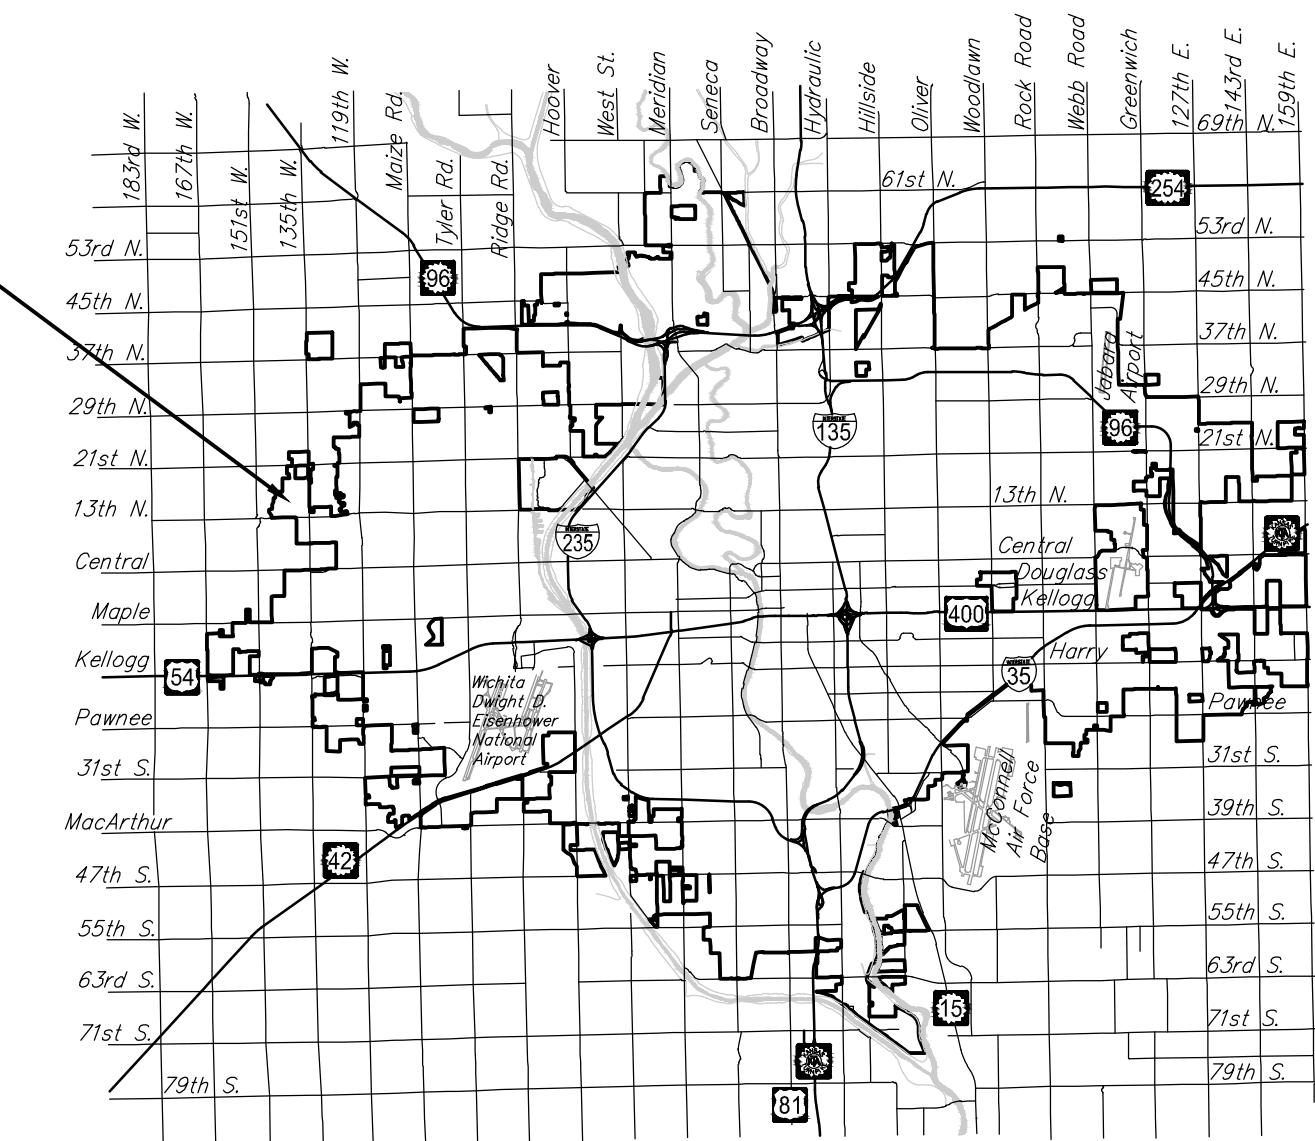 183rd W.
167th W.
151st W.
135th W.
119th W.
Maize Rd.
Tyler Rd.
Ridge Rd.
Hoover
West St.
Meridian
Seneca
Broadway
Hydraulic
Hillside
Oliver
Woodlawn
Rock Road
Webb Road
Greenwich
127th E.
143rd E.
159th E.
69th N.
61st N.
254
53rd N.
53rd N.
96
45th N.
45th N.
37th N.
37th N.
Jabara
Airport
29th N.
29th N.
96
INTERSTATE
135
21st N.
21st N.
13th N.
13th N.
INTERSTATE
235
Central
Central
Douglass
Kellogg
Maple
400
Kellogg
54
Harry
INTERSTATE
35
Wichita
Dwight D.
Eisenhower
National
Airport
Pawnee
Pawnee
31st S.
31st S.
McConnell
Air Force
Base
39th S.
MacArthur
42
47th S.
47th S.
55th S.
55th S.
63rd S.
63rd S.
15
71st S.
71st S.
79th S.
79th S.
81